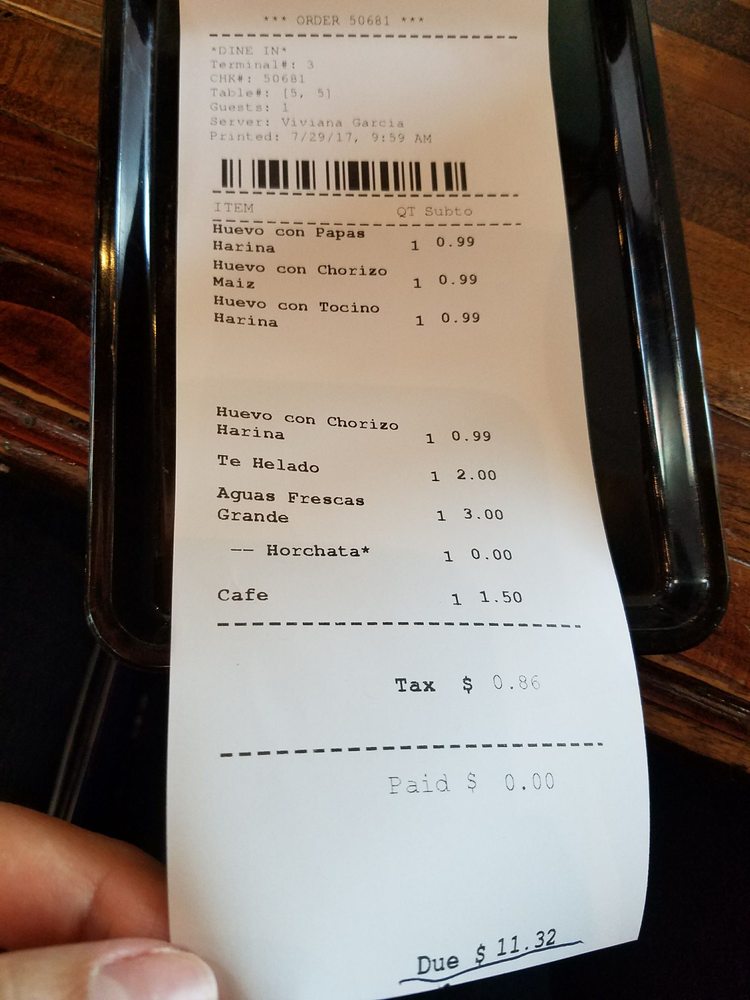 *** ORDER 50681 ***
*DINE IN*
Terminal#: 3
CHK#: 50681
Table#: [5, 5]
Guests: 1
Server: Viviana Garcia
Printed: 7/29/17, 9:59 AM
ITEM QT Subto
Huevo con Papas
Harina 1 0.99
Huevo con Chorizo
Maiz 1 0.99
Huevo con Tocino
Harina 1 0.99
Huevo con Chorizo
Harina 1 0.99
Te Helado 1 2.00
Aguas Frescas
Grande 1 3.00
-- Horchata* 1 0.00
Cafe 1 1.50
Tax $ 0.86
Paid $ 0.00
Due $ 11.32